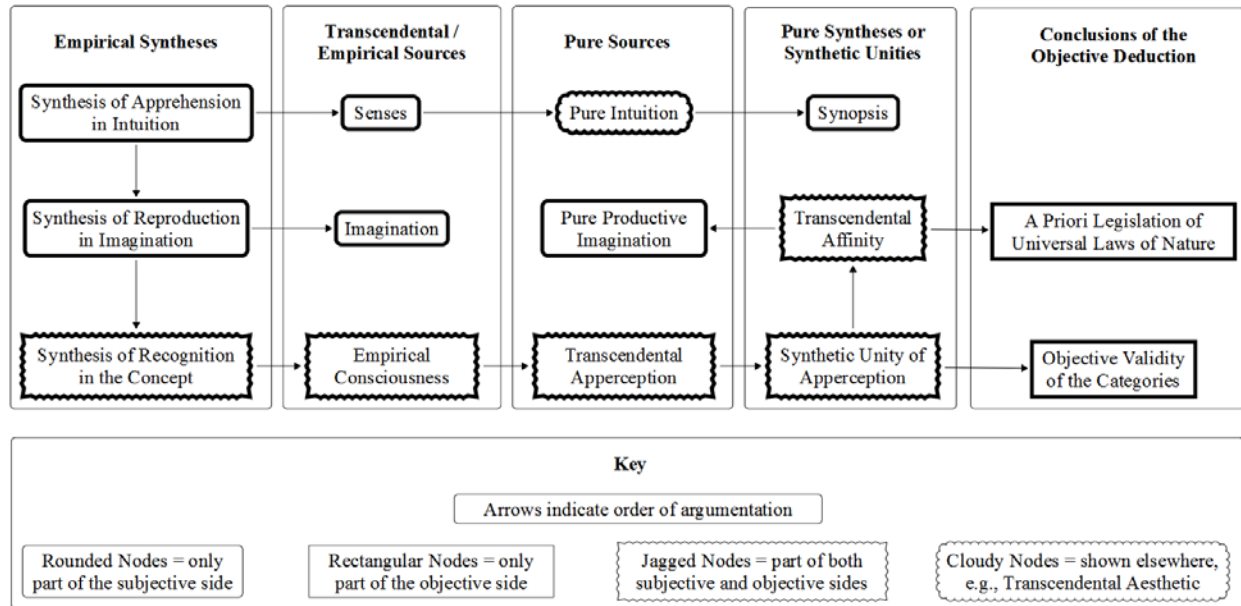 Empirical Syntheses
Transcendental /
Empirical Sources
Pure Sources
Pure Syntheses or
Synthetic Unities
Conclusions of the
Objective Deduction
Synthesis of Apprehension
in Intuition
Senses
Pure Intuition
Synopsis
Synthesis of Reproduction
in Imagination
Imagination
Pure Productive
Imagination
Transcendental
Affinity
A Priori Legislation of
Universal Laws of Nature
Synthesis of Recognition
in the Concept
Empirical
Consciousness
Transcendental
Apperception
Synthetic Unity of
Apperception
Objective Validity
of the Categories
Key
Arrows indicate order of argumentation
Rounded Nodes = only
part of the subjective side
Rectangular Nodes = only
part of the objective side
Jagged Nodes = part of both
subjective and objective sides
Cloudy Nodes = shown elsewhere,
e.g., Transcendental Aesthetic